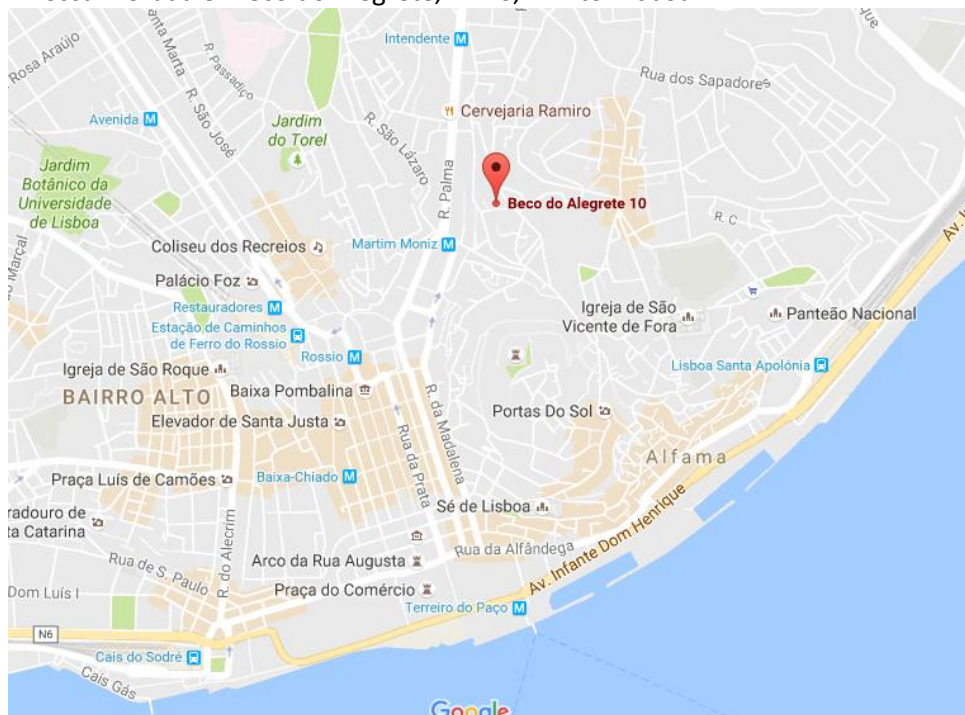 Intendente M
Rua dos Sapadores
Rosa Araújo
Santa Marta
R. Passadiço
R. São José
Cervejaria Ramiro
Avenida M
Jardim
do Torel
R. São Lázaro
R. Palma
Jardim
Botânico da
Universidade
de Lisboa
Beco do Alegrete 10
R. C
Marçal
Coliseu dos Recreios
Martim Moniz M
Palácio Foz
Restauradores M
Estação de Caminhos
de Ferro do Rossio
Igreja de São
Vicente de Fora
Panteão Nacional
Rossio M
Igreja de São Roque
Lisboa Santa Apolónia
BAIRRO ALTO
Baixa Pombalina
Elevador de Santa Justa
R. da Madalena
Rua da Prata
Portas Do Sol
Alfama
Praça Luís de Camões
Baixa-Chiado M
Sé de Lisboa
radouro de
ta Catarina
R. do Alecrim
Rua da Alfândega
Av. Infante Dom Henrique
Arco da Rua Augusta
Rua de S. Paulo
Praça do Comércio
Dom Luís I
Terreiro do Paço M
N6
Cais do Sodré
Cais Gás
Google